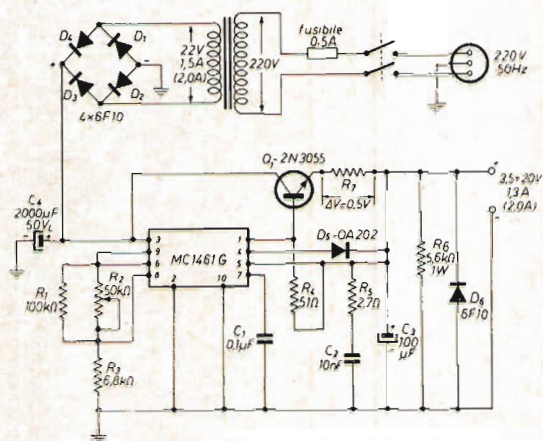 D₄
D₁
D₃
D₂
4×6F10
+
-
22V
1,5A
(2,0A)
220V
fusibile
0.5A
220V
50Hz
Q₁-2N3055
R₇
ΔV=0.5V
C₄
2000µF
50VL
MC1461G
3
9
6
8
2
10
1
4
5
7
D₅-OA202
R₁
100kΩ
R₂
50kΩ
R₃
6,8kΩ
C₁
0,1µF
R₄
51Ω
R₅
2.7Ω
C₂
10nF
C₃
100
µF
R₆
5,6kΩ
1W
D₆
6F10
+
3,5÷20V
1,3A
(2,0A)
-